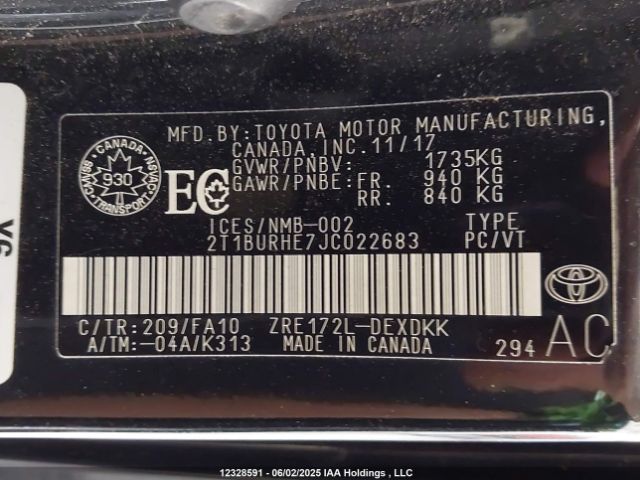 MFD.BY:TOYOTA MOTOR MANUFACTURING,
CANADA, INC. 11/17
GVWR/PNBV: 1735KG
GAWR/PNBE: FR. 940 KG
RR. 840 KG
CANADA
CMVSS NSVAC
930
TRANSPORT
EC
ICES/NMB-002 TYPE
2T1BURHE7JC022683 PC/VT
C/TR:209/FA10 ZRE172L-DEXDKK
A/TM:-04A/K313 MADE IN CANADA
294 AC
12328591 - 06/02/2025 IAA Holdings , LLC